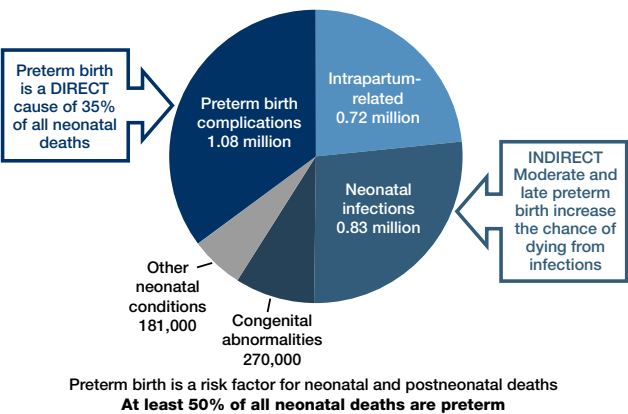 Preterm birth
is a DIRECT
cause of 35%
of all neonatal
deaths
Preterm birth
complications
1.08 million
Intrapartum-
related
0.72 million
Neonatal
infections
0.83 million
INDIRECT
Moderate and
late preterm
birth increase
the chance of
dying from
infections
Other
neonatal
conditions
181,000
Congenital
abnormalities
270,000
Preterm birth is a risk factor for neonatal and postneonatal deaths
At least 50% of all neonatal deaths are preterm